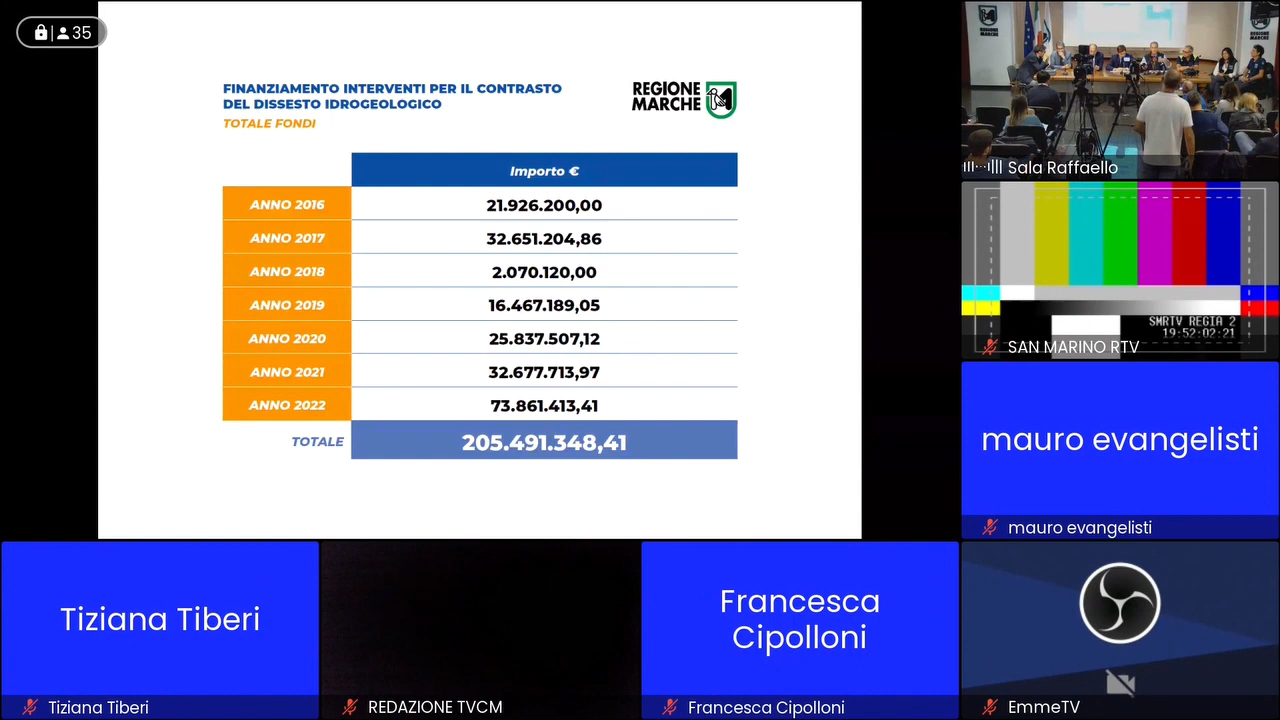 35
FINANZIAMENTO INTERVENTI PER IL CONTRASTO
DEL DISSESTO IDROGEOLOGICO
TOTALE FONDI
REGIONE
MARCHE
Importo €
ANNO 2016 21.926.200,00
ANNO 2017 32.651.204,86
ANNO 2018 2.070.120,00
ANNO 2019 16.467.189,05
ANNO 2020 25.837.507,12
ANNO 2021 32.677.713,97
ANNO 2022 73.861.413,41
TOTALE 205.491.348,41
REGIONE
MARCHE
REGIONE
MARCHE
Sala Raffaello
SMRTV REGIA 2
19:52:02:21
SAN MARINO RTV
mauro evangelisti
mauro evangelisti
Tiziana Tiberi
Tiziana Tiberi
REDAZIONE TVCM
Francesca
Cipolloni
Francesca Cipolloni
EmmeTV